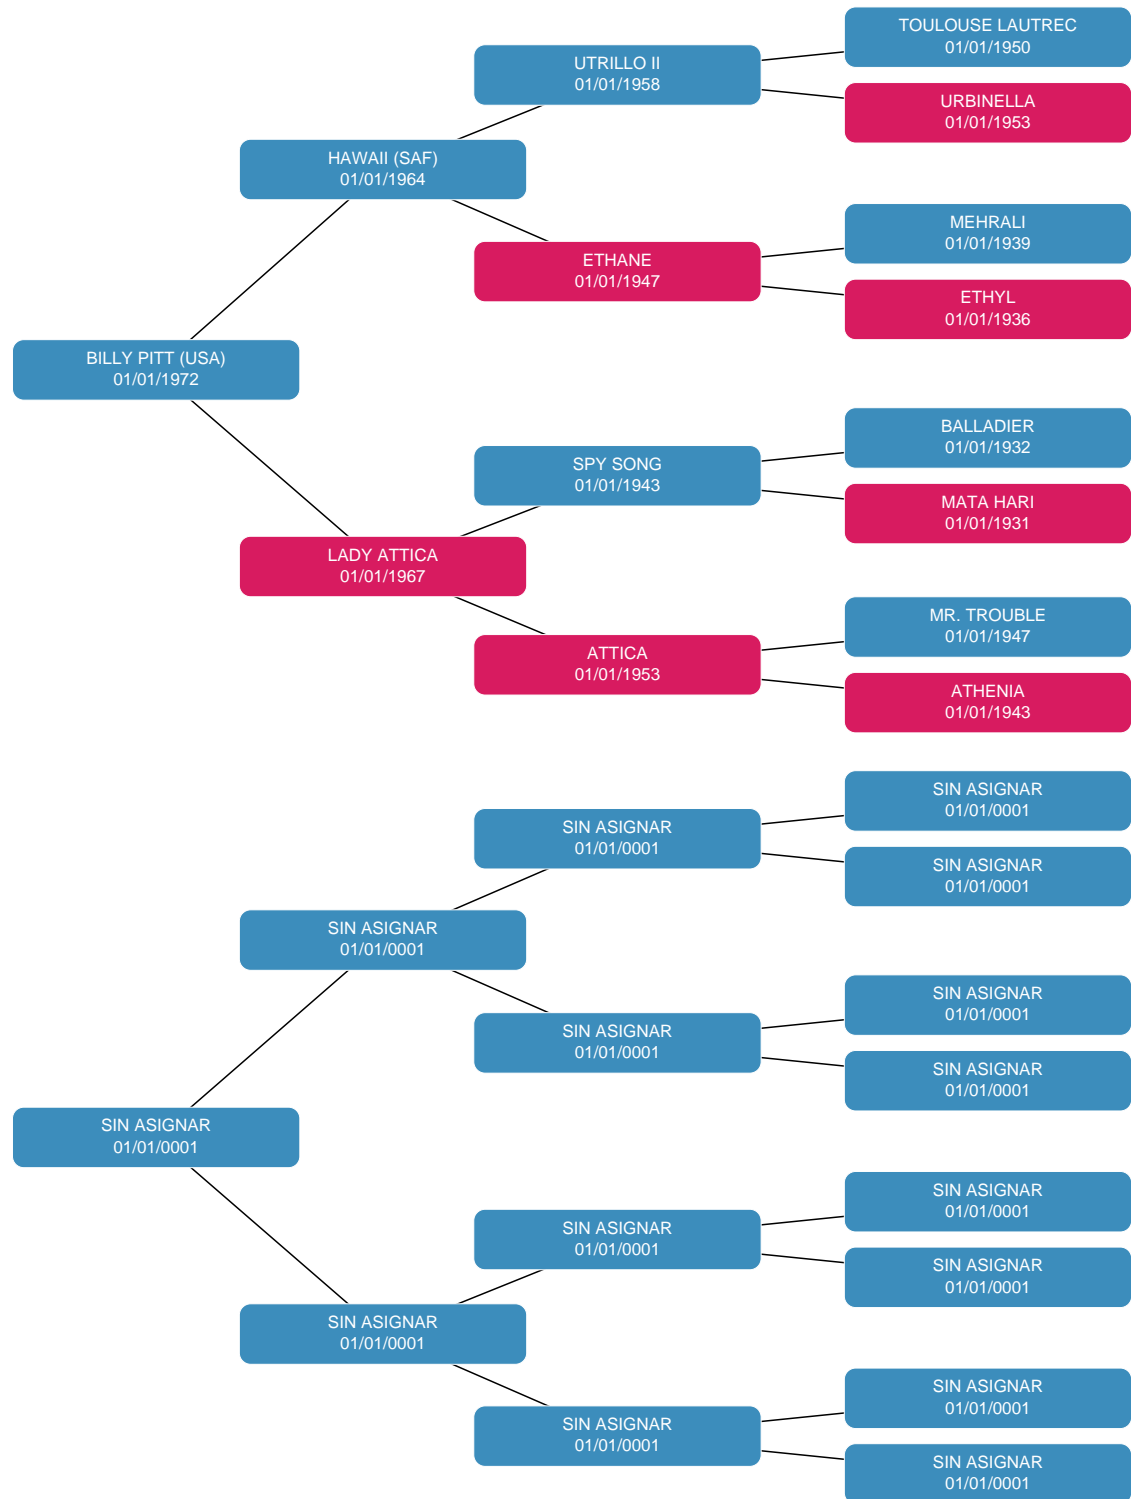 TOULOUSE LAUTREC
01/01/1950
UTRILLO II
01/01/1958
URBINELLA
01/01/1953
HAWAII (SAF)
01/01/1964
MEHRALI
01/01/1939
ETHANE
01/01/1947
ETHYL
01/01/1936
BILLY PITT (USA)
01/01/1972
BALLADIER
01/01/1932
SPY SONG
01/01/1943
MATA HARI
01/01/1931
LADY ATTICA
01/01/1967
MR. TROUBLE
01/01/1947
ATTICA
01/01/1953
ATHENIA
01/01/1943
SIN ASIGNAR
01/01/0001
SIN ASIGNAR
01/01/0001
SIN ASIGNAR
01/01/0001
SIN ASIGNAR
01/01/0001
SIN ASIGNAR
01/01/0001
SIN ASIGNAR
01/01/0001
SIN ASIGNAR
01/01/0001
SIN ASIGNAR
01/01/0001
SIN ASIGNAR
01/01/0001
SIN ASIGNAR
01/01/0001
SIN ASIGNAR
01/01/0001
SIN ASIGNAR
01/01/0001
SIN ASIGNAR
01/01/0001
SIN ASIGNAR
01/01/0001
SIN ASIGNAR
01/01/0001